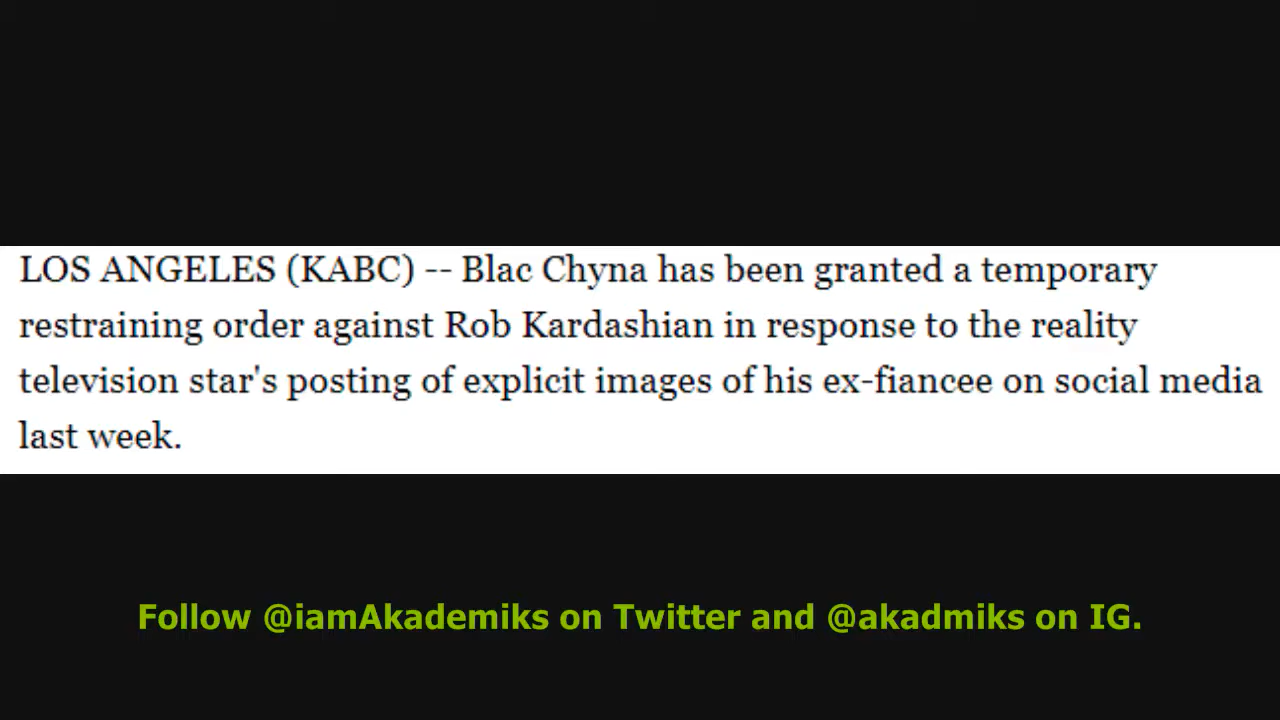 LOS ANGELES (KABC) -- Blac Chyna has been granted a temporary
restraining order against Rob Kardashian in response to the reality
television star's posting of explicit images of his ex-fiancee on social media
last week.
Follow @iamAkademiks on Twitter and @akadmiks on IG.